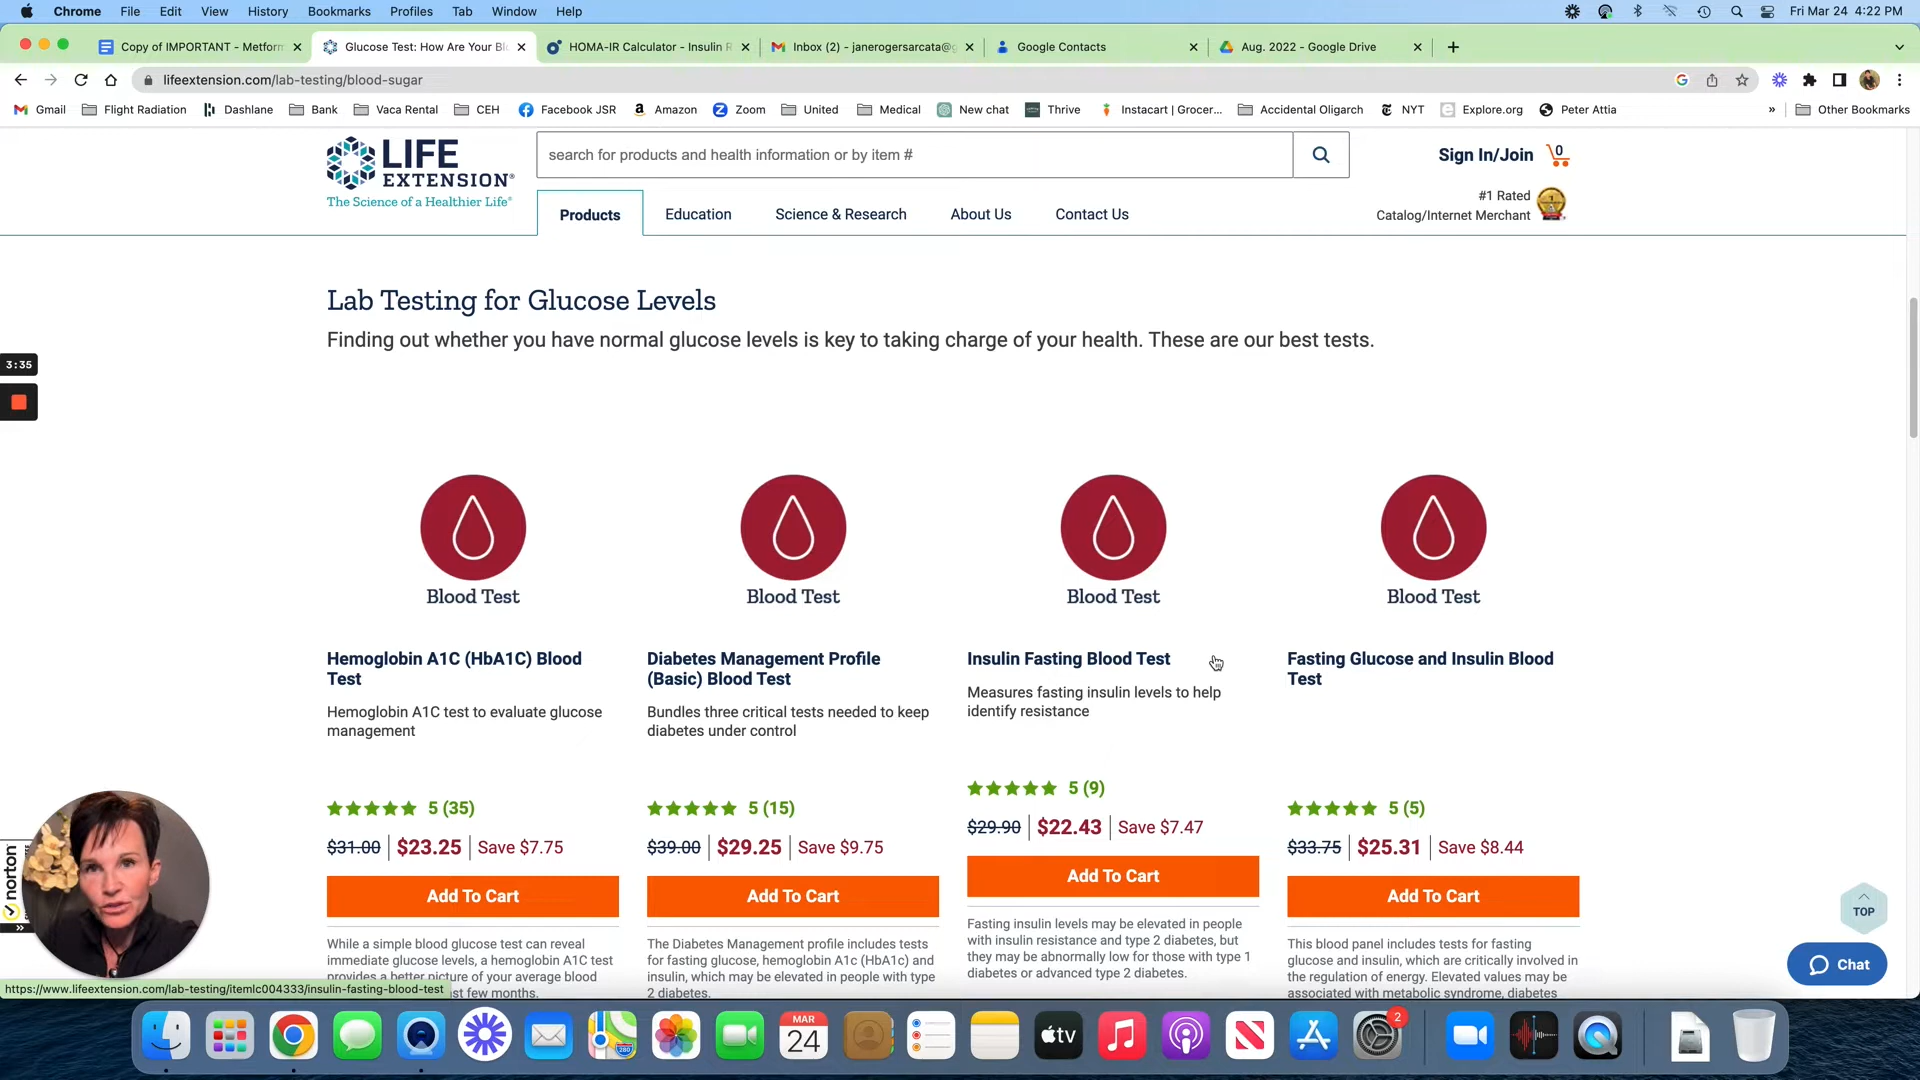 Chrome File Edit View History Bookmarks Profiles Tab Window Help
Fri Mar 24 4:22 PM
Copy of IMPORTANT - Metform
Glucose Test: How Are Your Bl
HOMA-IR Calculator - Insulin R
Inbox (2) - janerogersarcata@g
Google Contacts
Aug. 2022 - Google Drive
lifeextension.com/lab-testing/blood-sugar
Gmail Flight Radiation Dashlane Bank Vaca Rental CEH Facebook JSR Amazon Zoom United Medical New chat Thrive Instacart | Grocer... Accidental Oligarch NYT Explore.org Peter Attia » Other Bookmarks
LIFE
EXTENSION®
The Science of a Healthier Life®
search for products and health information or by item #
Sign In/Join 0
#1 Rated
Catalog/Internet Merchant
Products Education Science & Research About Us Contact Us
Lab Testing for Glucose Levels
Finding out whether you have normal glucose levels is key to taking charge of your health. These are our best tests.
3:35
Blood Test
Hemoglobin A1C (HbA1C) Blood
Test
Hemoglobin A1C test to evaluate glucose
management
5 (35)
$31.00 $23.25 Save $7.75
Add To Cart
While a simple blood glucose test can reveal
immediate glucose levels, a hemoglobin A1C test
provides a better picture of your average blood
st few months.
Blood Test
Diabetes Management Profile
(Basic) Blood Test
Bundles three critical tests needed to keep
diabetes under control
5 (15)
$39.00 $29.25 Save $9.75
Add To Cart
The Diabetes Management profile includes tests
for fasting glucose, hemoglobin A1c (HbA1c) and
insulin, which may be elevated in people with type
2 diabetes.
Blood Test
Insulin Fasting Blood Test
Measures fasting insulin levels to help
identify resistance
5 (9)
$29.90 $22.43 Save $7.47
Add To Cart
Fasting insulin levels may be elevated in people
with insulin resistance and type 2 diabetes, but
they may be abnormally low for those with type 1
diabetes or advanced type 2 diabetes.
Blood Test
Fasting Glucose and Insulin Blood
Test
5 (5)
$33.75 $25.31 Save $8.44
Add To Cart
This blood panel includes tests for fasting
glucose and insulin, which are critically involved in
the regulation of energy. Elevated values may be
associated with metabolic syndrome, diabetes
TOP
Chat
norton
»
https://www.lifeextension.com/lab-testing/itemlc004333/insulin-fasting-blood-test
MAR
24
280
tv
2